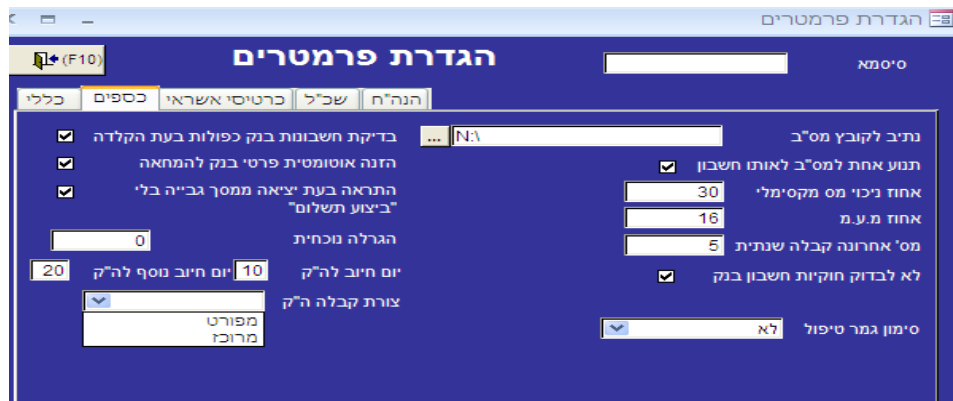 הגדרת פרמטרים
סיסמא
הגדרת פרמטרים
(F10)
הנה"ח
שכ"ל
כרטיסי אשראי
כספים
כללי
נתיב לקובץ מס"ב N:\ ...
תנוע אחת למס"ב לאותו חשבון
אחוז ניכוי מס מקסימלי 30
אחוז מ.ע.מ 16
מס' אחרונה קבלה שנתית 5
לא לבדוק חוקיות חשבון בנק
סימון גמר טיפול לא
בדיקת חשבונות בנק כפולות בעת הקלדה
הזנה אוטומטית פרטי בנק להמחאה
התראה בעת יציאה ממסך גבייה בלי
"ביצוע תשלום"
הגרלה נוכחית 0
יום חיוב לה"ק 10 יום חיוב נוסף לה"ק 20
צורת קבלה ה"ק
מפורט
מרוכז